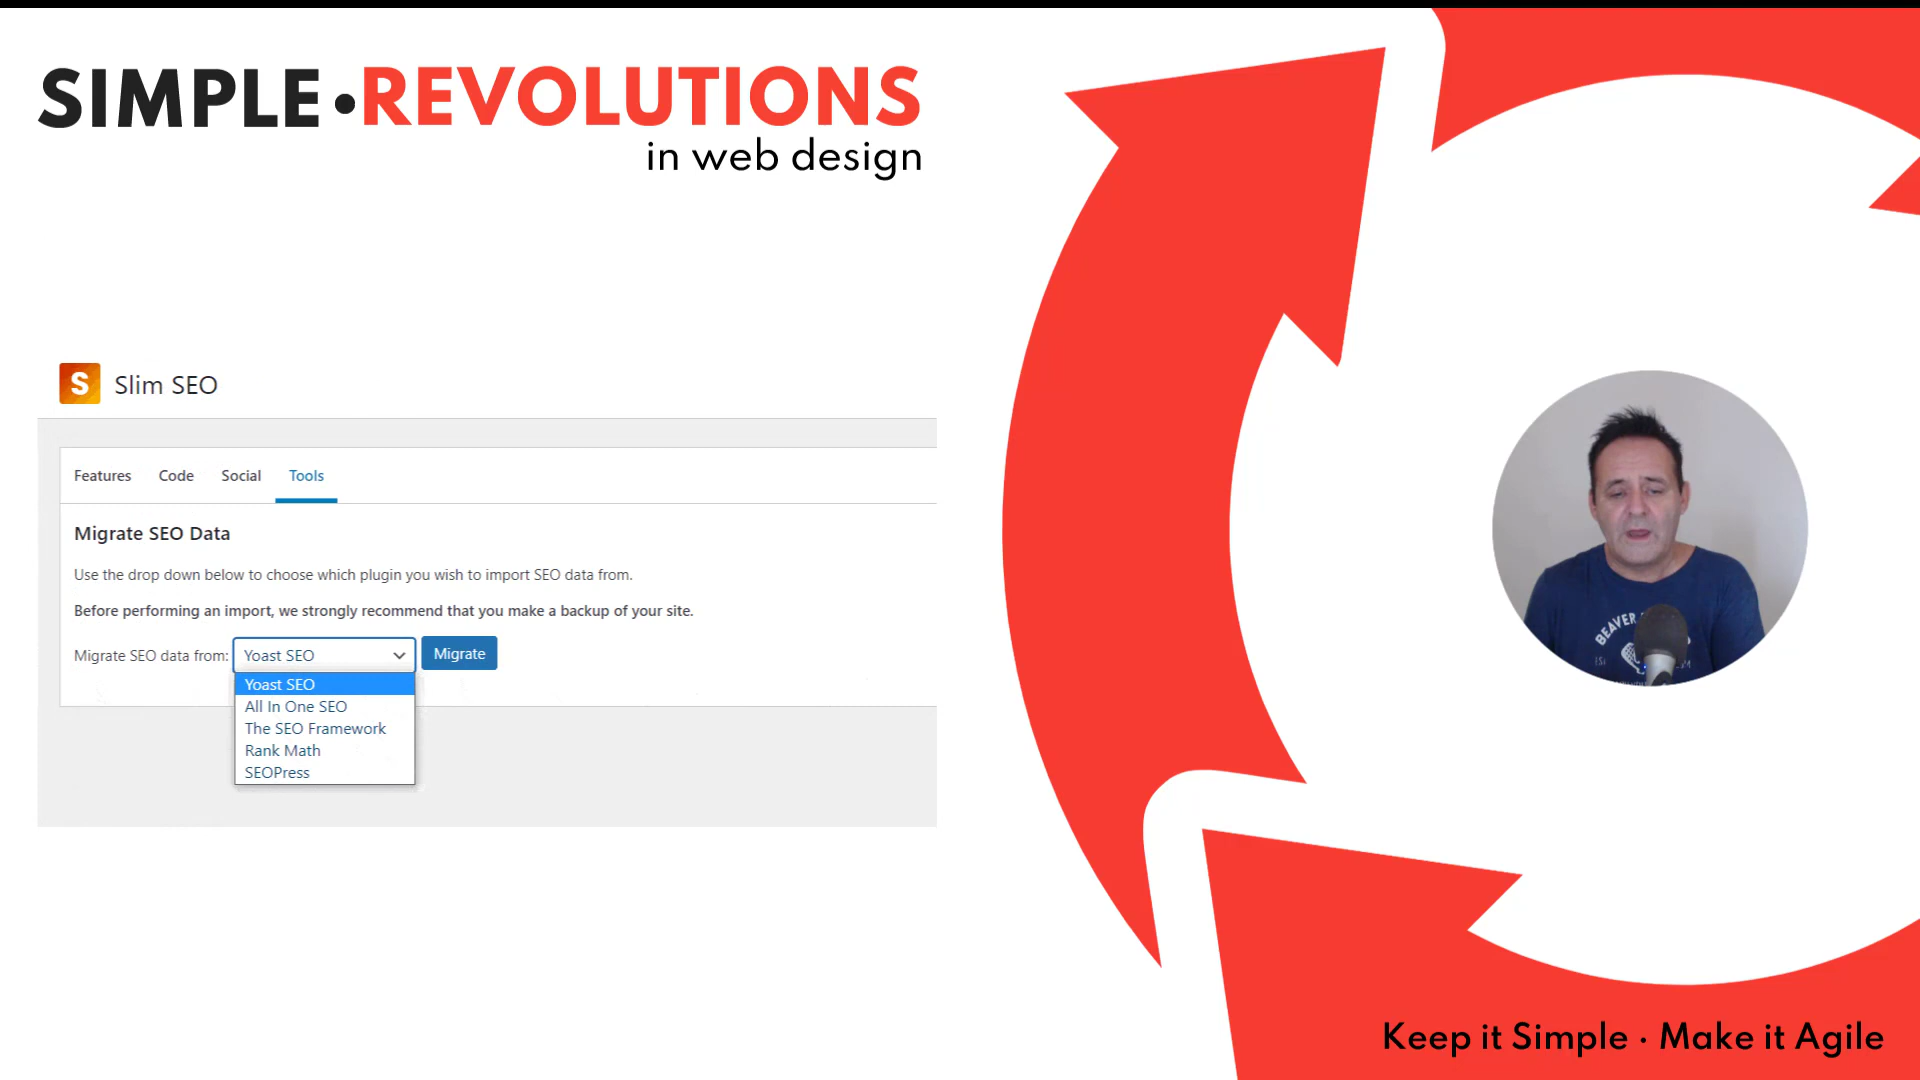 SIMPLE•REVOLUTIONS
in web design
S Slim SEO
Features Code Social Tools
Migrate SEO Data
Use the drop down below to choose which plugin you wish to import SEO data from.
Before performing an import, we strongly recommend that you make a backup of your site.
Migrate SEO data from: Yoast SEO Migrate
Yoast SEO
All In One SEO
The SEO Framework
Rank Math
SEOPress
BEAVER
Keep it Simple · Make it Agile